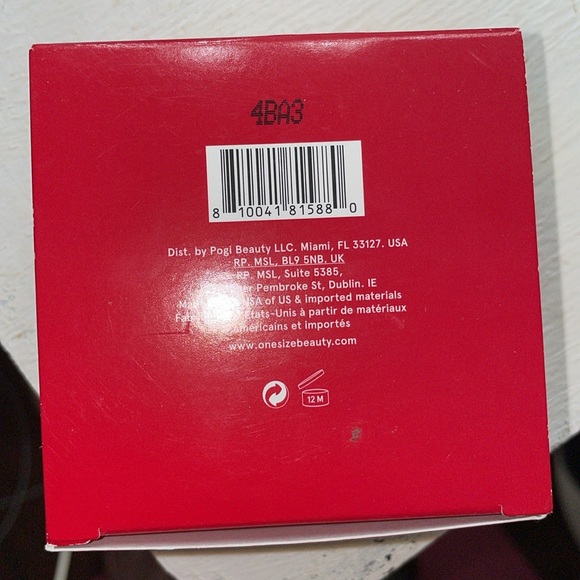 4BA3
8 10041 81588 0
Dist. by Pogi Beauty LLC. Miami, FL 33127. USA
RP. MSL, BL9 5NB. UK
RP. MSL, Suite 5385,
Pembroke St, Dublin. IE
USA of US & imported materials
États-Unis à partir de matériaux
américains et importés
www.onesizebeauty.com
12 M